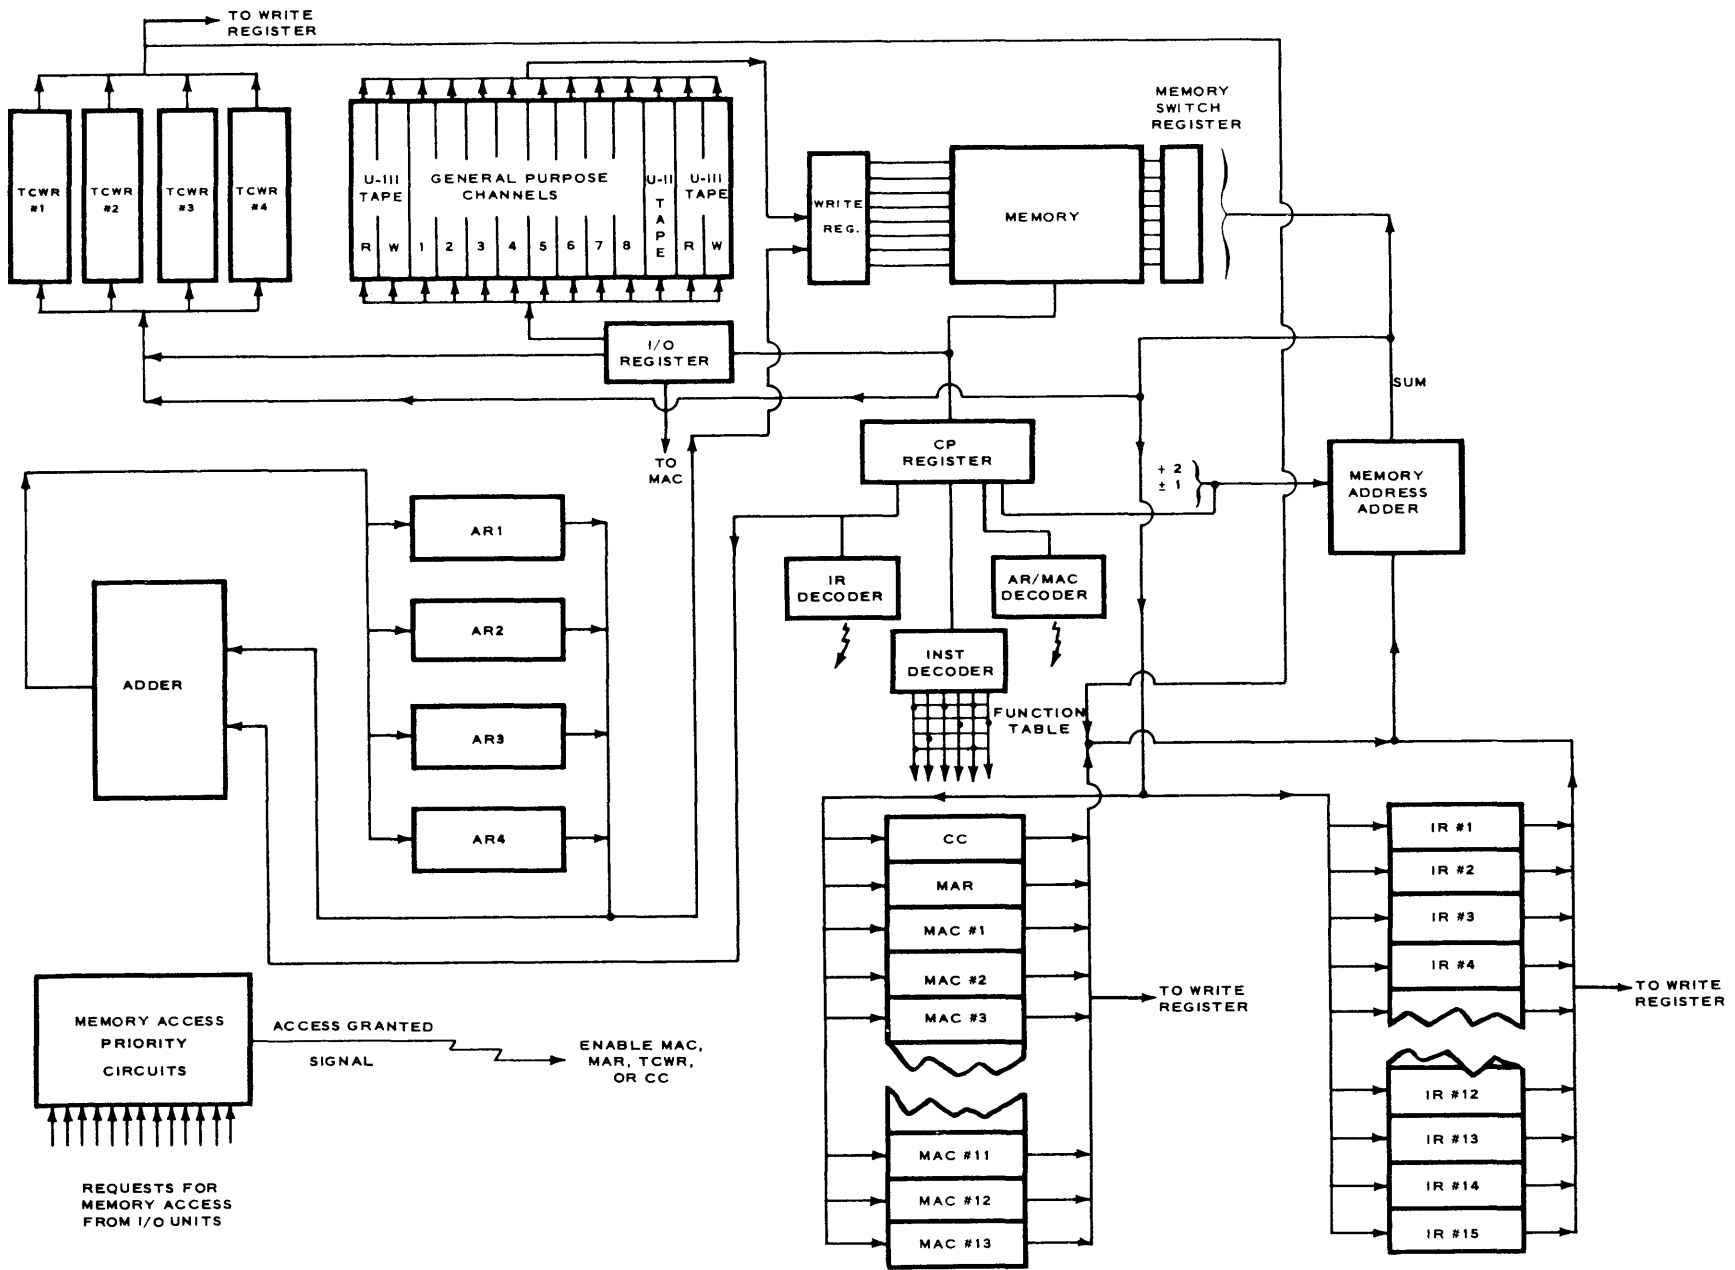 TO WRITE
REGISTER
TCWR
#1
TCWR
#2
TCWR
#3
TCWR
#4
U-III
TAPE
R
W
GENERAL PURPOSE
CHANNELS
1
2
3
4
5
6
7
8
U-II
T
A
P
E
U-III
TAPE
R
W
I/O
REGISTER
TO
MAC
WRITE
REG.
MEMORY
MEMORY
SWITCH
REGISTER
SUM
CP
REGISTER
+ 2
± 1
MEMORY
ADDRESS
ADDER
IR
DECODER
AR/MAC
DECODER
INST
DECODER
FUNCTION
TABLE
ADDER
AR1
AR2
AR3
AR4
MEMORY ACCESS
PRIORITY
CIRCUITS
ACCESS GRANTED
SIGNAL
ENABLE MAC,
MAR, TCWR,
OR CC
REQUESTS FOR
MEMORY ACCESS
FROM I/O UNITS
CC
MAR
MAC #1
MAC #2
MAC #3
MAC #11
MAC #12
MAC #13
TO WRITE
REGISTER
IR #1
IR #2
IR #3
IR #4
IR #12
IR #13
IR #14
IR #15
TO WRITE
REGISTER